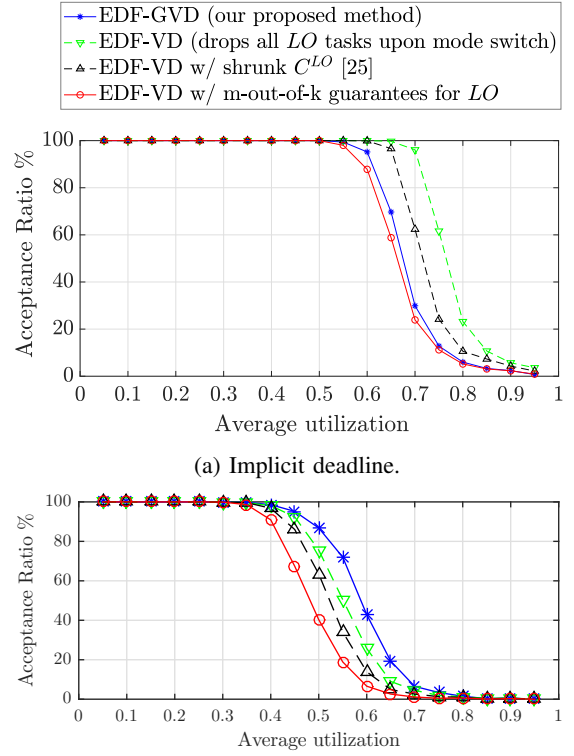 EDF-GVD (our proposed method)
EDF-VD (drops all LO tasks upon mode switch)
EDF-VD w/ shrunk C^LO [25]
EDF-VD w/ m-out-of-k guarantees for LO
100
80
60
40
20
0
Acceptance Ratio %
0 0.1 0.2 0.3 0.4 0.5 0.6 0.7 0.8 0.9 1
Average utilization
(a) Implicit deadline.
100
80
60
40
20
0
Acceptance Ratio %
0 0.1 0.2 0.3 0.4 0.5 0.6 0.7 0.8 0.9 1
Average utilization